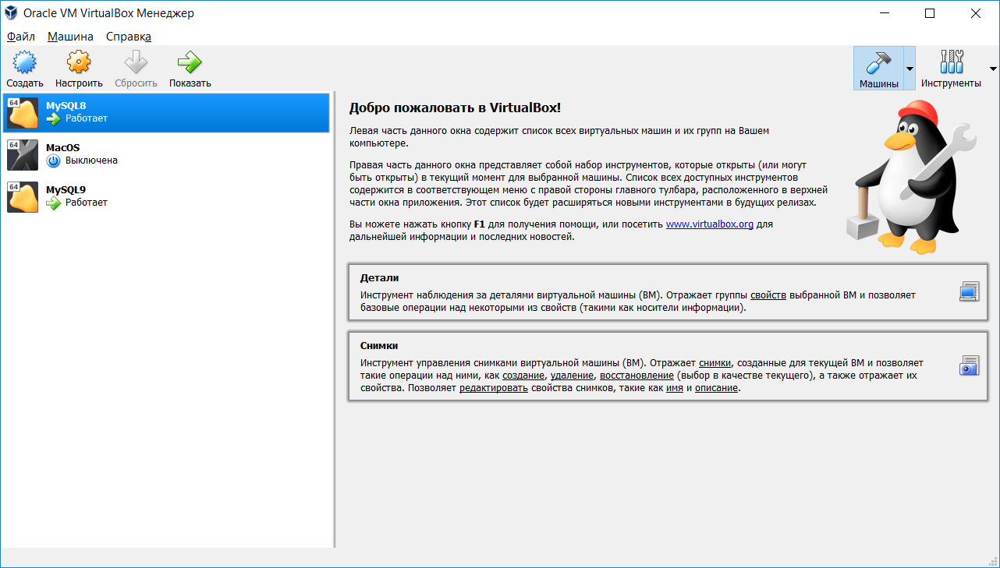 Oracle VM VirtualBox Менеджер
Файл Машина Справка
Создать Настроить Сбросить Показать Машины Инструменты
64
MySQL8
Работает
64
MacOS
Выключена
64
MySQL9
Работает
Добро пожаловать в VirtualBox!
Левая часть данного окна содержит список всех виртуальных машин и их групп на Вашем
компьютере.
Правая часть данного окна представляет собой набор инструментов, которые открыты (или могут
быть открыты) в текущий момент для выбранной машины. Список всех доступных инструментов
содержится в соответствующем меню с правой стороны главного тулбара, расположенного в верхней
части окна приложения. Этот список будет расширяться новыми инструментами в будущих релизах.
Вы можете нажать кнопку F1 для получения помощи, или посетить www.virtualbox.org для
дальнейшей информации и последних новостей.
Детали
Инструмент наблюдения за деталями виртуальной машины (ВМ). Отражает группы свойств выбранной ВМ и позволяет
базовые операции над некоторыми из свойств (такими как носители информации).
Снимки
Инструмент управления снимками виртуальной машины (ВМ). Отражает снимки, созданные для текущей ВМ и позволяет
такие операции над ними, как создание, удаление, восстановление (выбор в качестве текущего), а также отражает их
свойства. Позволяет редактировать свойства снимков, такие как имя и описание.